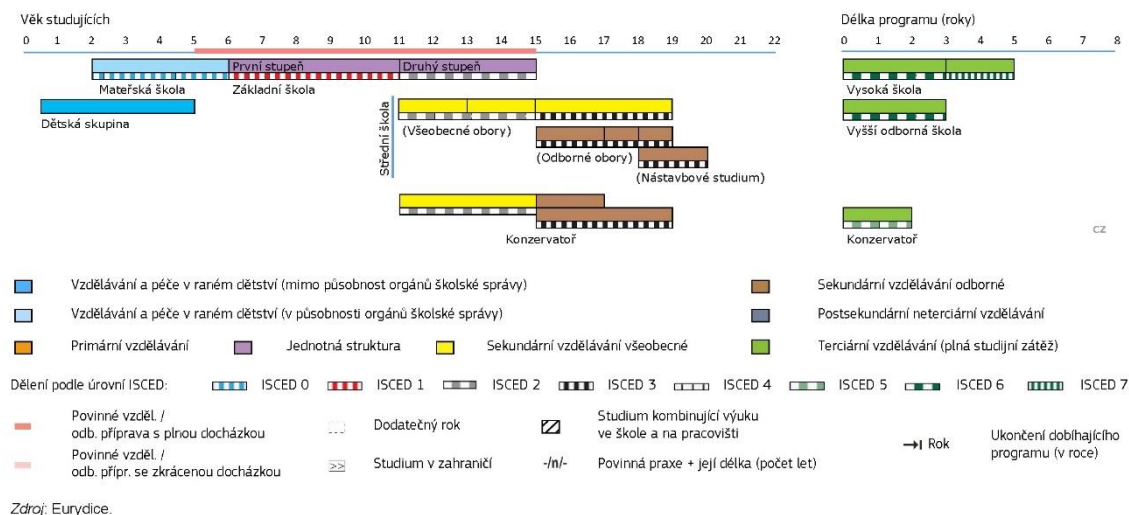 Věk studujících
Délka programu (roky)
0 1 2 3 4 5 6 7 8 9 10 11 12 13 14 15 16 17 18 19 20 22
0 1 2 3 4 5 6 7 8
První stupeň
Druhý stupeň
Mateřská škola
Základní škola
Vysoká škola
Dětská skupina
Střední škola
(Všeobecné obory)
Vyšší odborná škola
(Odborné obory)
(Nástavbové studium)
Konzervatoř
Konzervatoř
CZ
Vzdělávání a péče v raném dětství (mimo působnost orgánů školské správy)
Sekundární vzdělávání odborné
Vzdělávání a péče v raném dětství (v působnosti orgánů školské správy)
Postsekundární neterciární vzdělávání
Primární vzdělávání
Jednotná struktura
Sekundární vzdělávání všeobecné
Terciární vzdělávání (plná studijní zátěž)
Dělení podle úrovní ISCED:
ISCED 0
ISCED 1
ISCED 2
ISCED 3
ISCED 4
ISCED 5
ISCED 6
ISCED 7
Povinné vzděl. /
odb. příprava s plnou docházkou
Dodatečný rok
Studium kombinující výuku
ve škole a na pracovišti
Rok
Ukončení dobíhajícího
programu (v roce)
Povinné vzděl. /
odb. přípr. se zkrácenou docházkou
>>
Studium v zahraničí
-/n/-
Povinná praxe + její délka (počet let)
Zdroj: Eurydice.